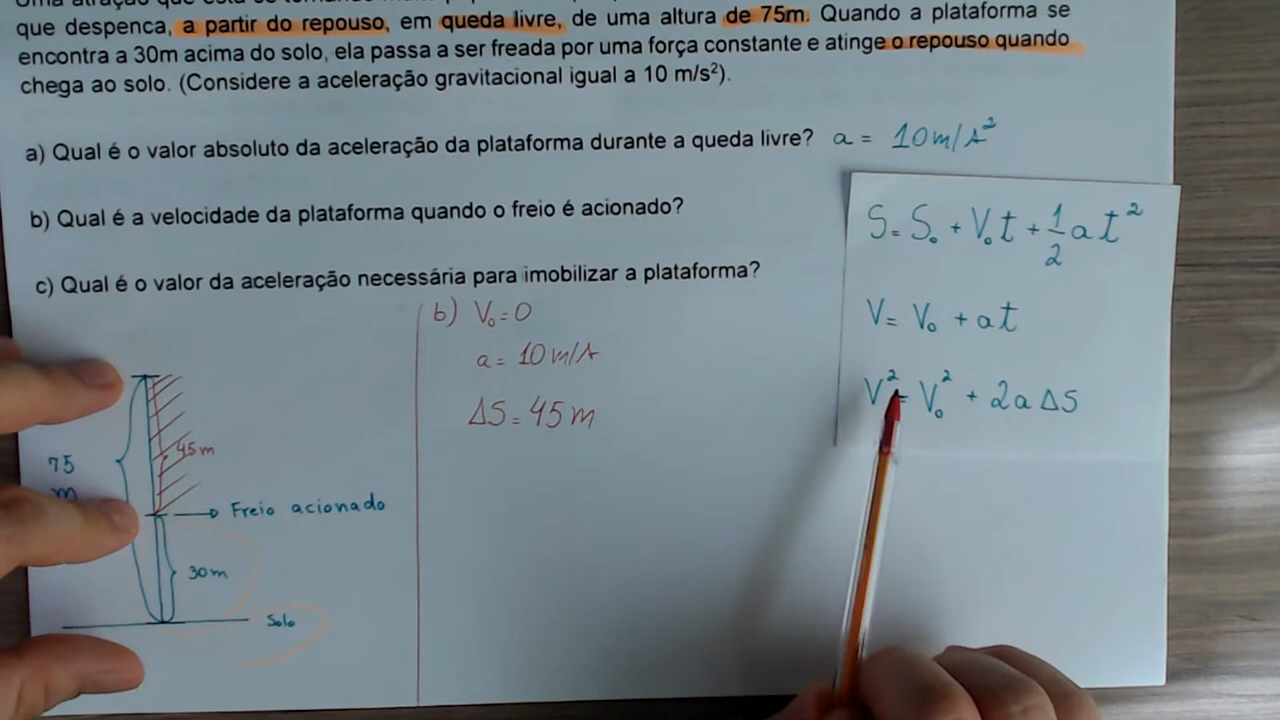 que despenca, a partir do repouso, em queda livre, de uma altura de 75m. Quando a plataforma se
encontra a 30m acima do solo, ela passa a ser freada por uma força constante e atinge o repouso quando
chega ao solo. (Considere a aceleração gravitacional igual a 10 m/s²).
a) Qual é o valor absoluto da aceleração da plataforma durante a queda livre? a = 10 m/s²
b) Qual é a velocidade da plataforma quando o freio é acionado?
c) Qual é o valor da aceleração necessária para imobilizar a plataforma?
75
m
45m
Freio acionado
30m
Solo
b) V₀=0
a = 10 m/s
ΔS = 45 m
S = S₀ + V₀t + 1/2 at²
V = V₀ + at
V² = V₀² + 2aΔS